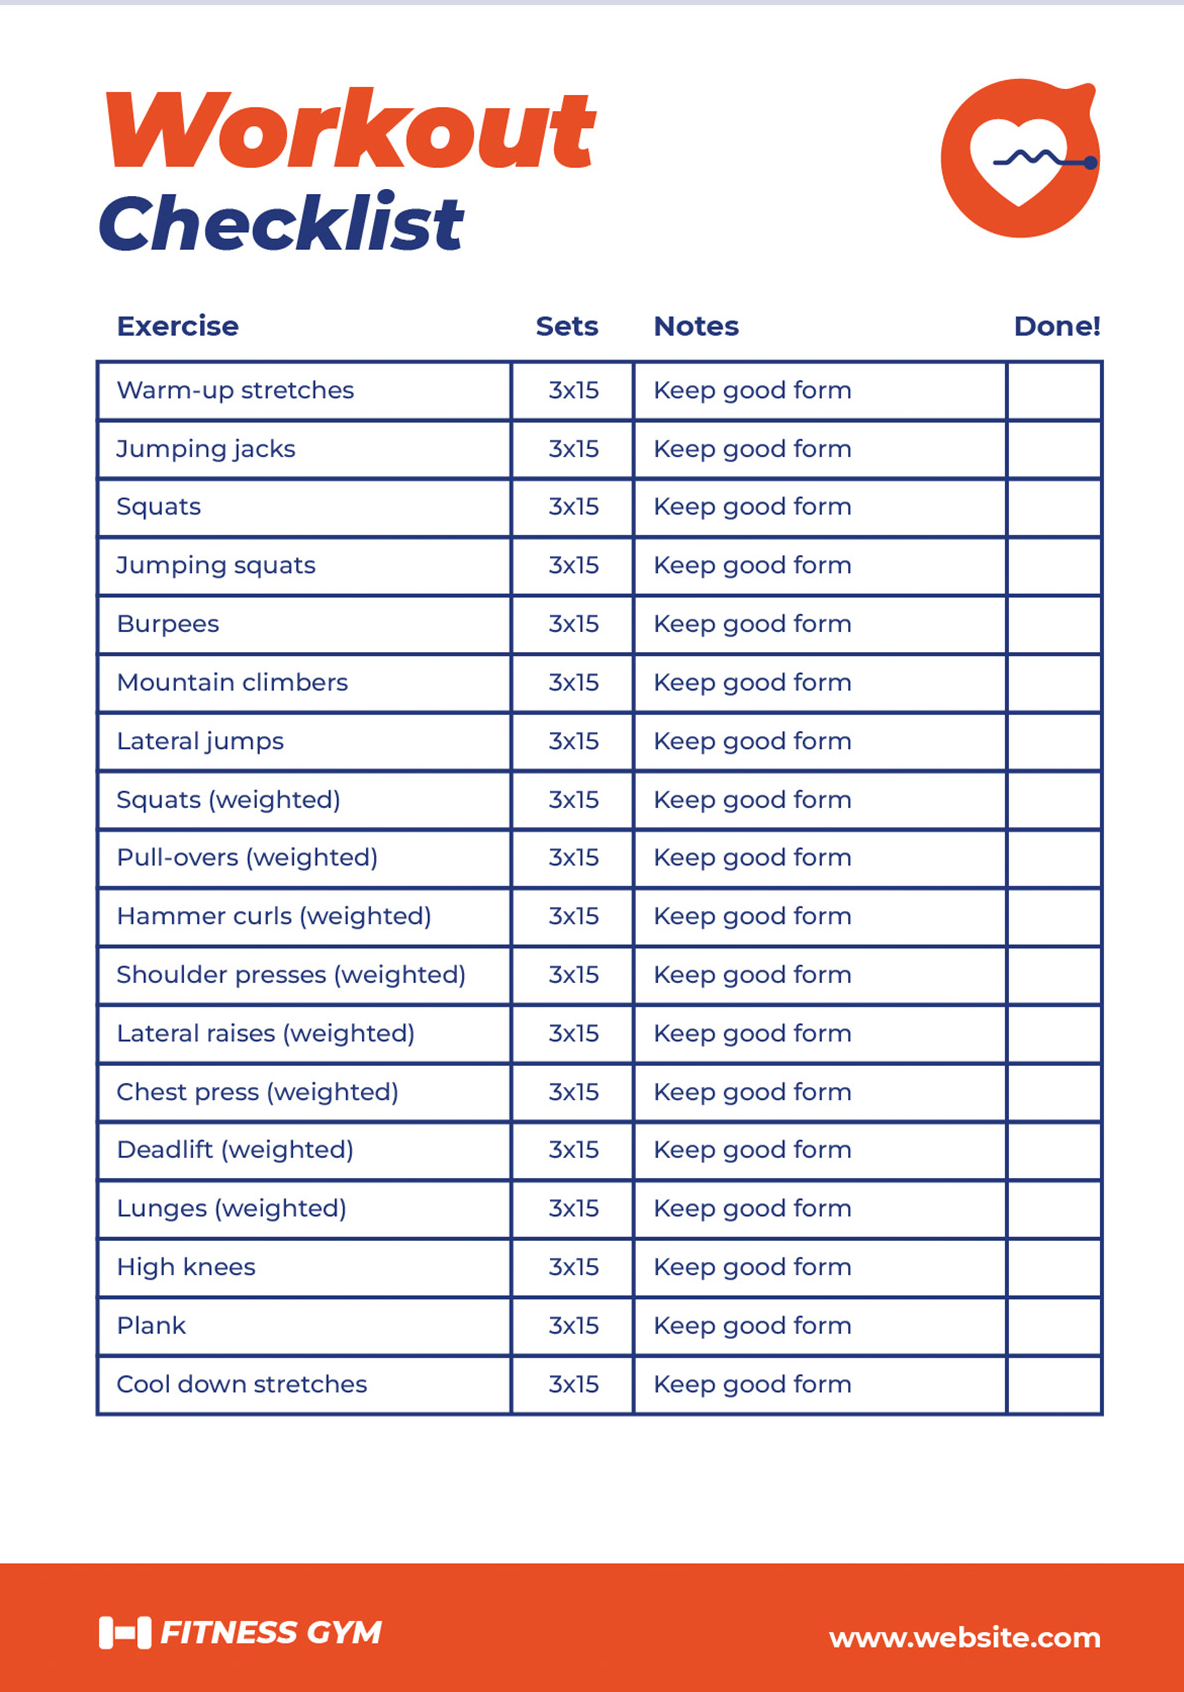 Workout
Checklist
Exercise Sets Notes Done!
Warm-up stretches 3x15 Keep good form
Jumping jacks 3x15 Keep good form
Squats 3x15 Keep good form
Jumping squats 3x15 Keep good form
Burpees 3x15 Keep good form
Mountain climbers 3x15 Keep good form
Lateral jumps 3x15 Keep good form
Squats (weighted) 3x15 Keep good form
Pull-overs (weighted) 3x15 Keep good form
Hammer curls (weighted) 3x15 Keep good form
Shoulder presses (weighted) 3x15 Keep good form
Lateral raises (weighted) 3x15 Keep good form
Chest press (weighted) 3x15 Keep good form
Deadlift (weighted) 3x15 Keep good form
Lunges (weighted) 3x15 Keep good form
High knees 3x15 Keep good form
Plank 3x15 Keep good form
Cool down stretches 3x15 Keep good form
FITNESS GYM www.website.com